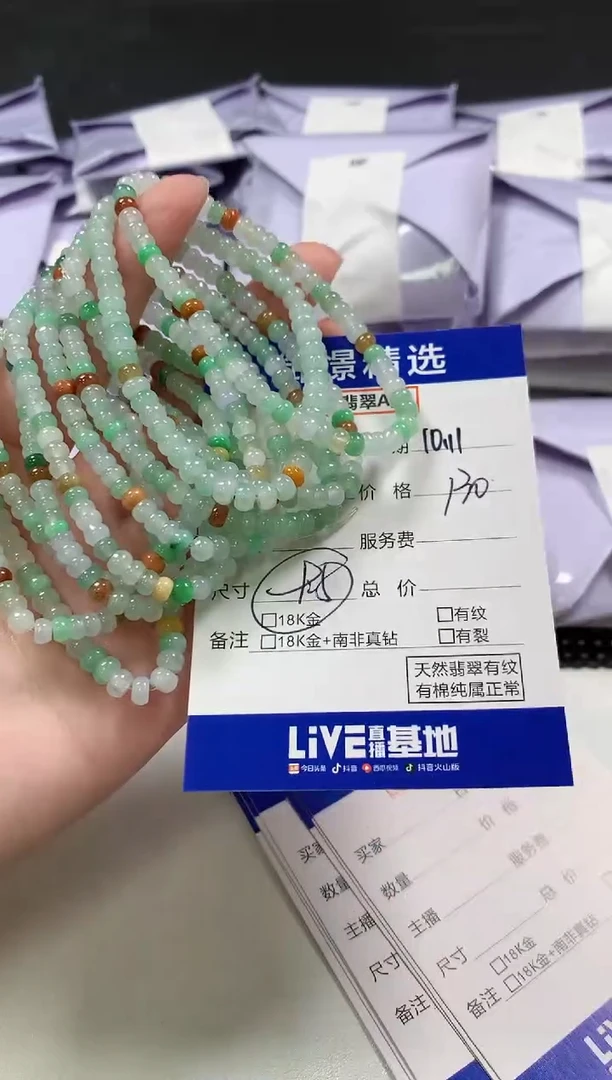 景精选
翡翠A
期 10.11
价 格 130
服务费
尺寸 总 价
□18K金 □有纹
备注 □18K金+南非真钻 □有裂
天然翡翠有纹
有棉纯属正常
LiVE直播基地
今日头条 抖音 西瓜视频 抖音火山版
价 格
买家 买家
服务费
数量 数量
总 价
主播 主播
尺寸 尺寸 □18K金
备注 备注 □18K金+南非真钻